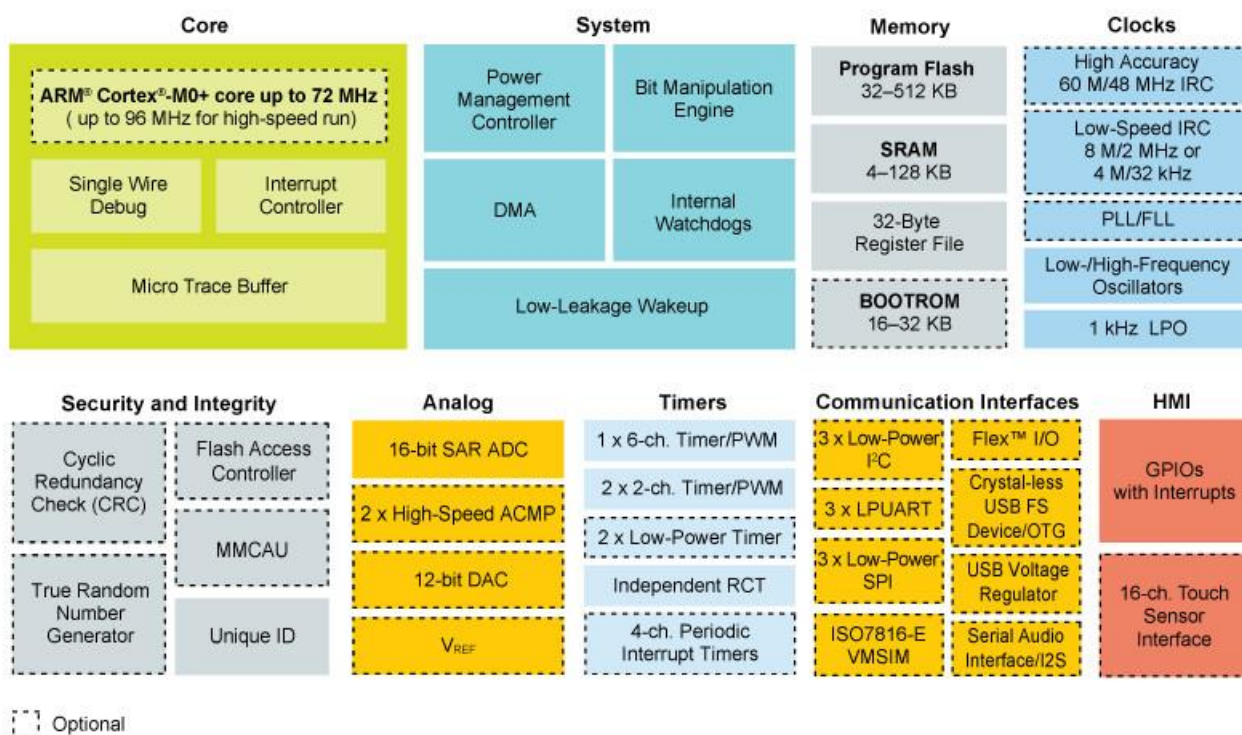 Core
ARM® Cortex®-M0+ core up to 72 MHz
( up to 96 MHz for high-speed run)
Single Wire
Debug
Interrupt
Controller
Micro Trace Buffer
System
Power
Management
Controller
Bit Manipulation
Engine
DMA
Internal
Watchdogs
Low-Leakage Wakeup
Memory
Program Flash
32–512 KB
SRAM
4–128 KB
32-Byte
Register File
BOOTROM
16–32 KB
Clocks
High Accuracy
60 M/48 MHz IRC
Low-Speed IRC
8 M/2 MHz or
4 M/32 kHz
PLL/FLL
Low-/High-Frequency
Oscillators
1 kHz LPO
Security and Integrity
Cyclic
Redundancy
Check (CRC)
True Random
Number
Generator
Flash Access
Controller
MMCAU
Unique ID
Analog
16-bit SAR ADC
2 x High-Speed ACMP
12-bit DAC
VREF
Timers
1 x 6-ch. Timer/PWM
2 x 2-ch. Timer/PWM
2 x Low-Power Timer
Independent RCT
4-ch. Periodic
Interrupt Timers
Communication Interfaces
3 x Low-Power
I²C
3 x LPUART
3 x Low-Power
SPI
ISO7816-E
VMSIM
Flex™ I/O
Crystal-less
USB FS
Device/OTG
USB Voltage
Regulator
Serial Audio
Interface/I2S
HMI
GPIOs
with Interrupts
16-ch. Touch
Sensor
Interface
Optional